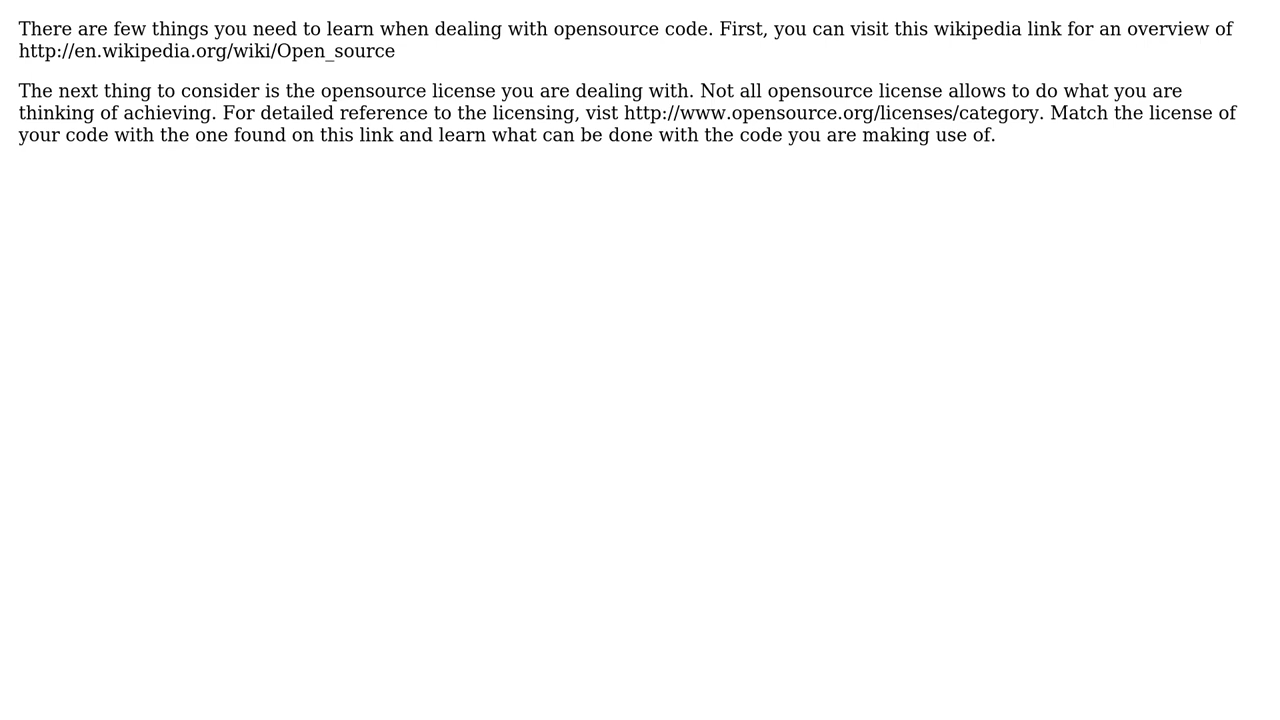 There are few things you need to learn when dealing with opensource code. First, you can visit this wikipedia link for an overview of
http://en.wikipedia.org/wiki/Open_source
The next thing to consider is the opensource license you are dealing with. Not all opensource license allows to do what you are
thinking of achieving. For detailed reference to the licensing, vist http://www.opensource.org/licenses/category. Match the license of
your code with the one found on this link and learn what can be done with the code you are making use of.